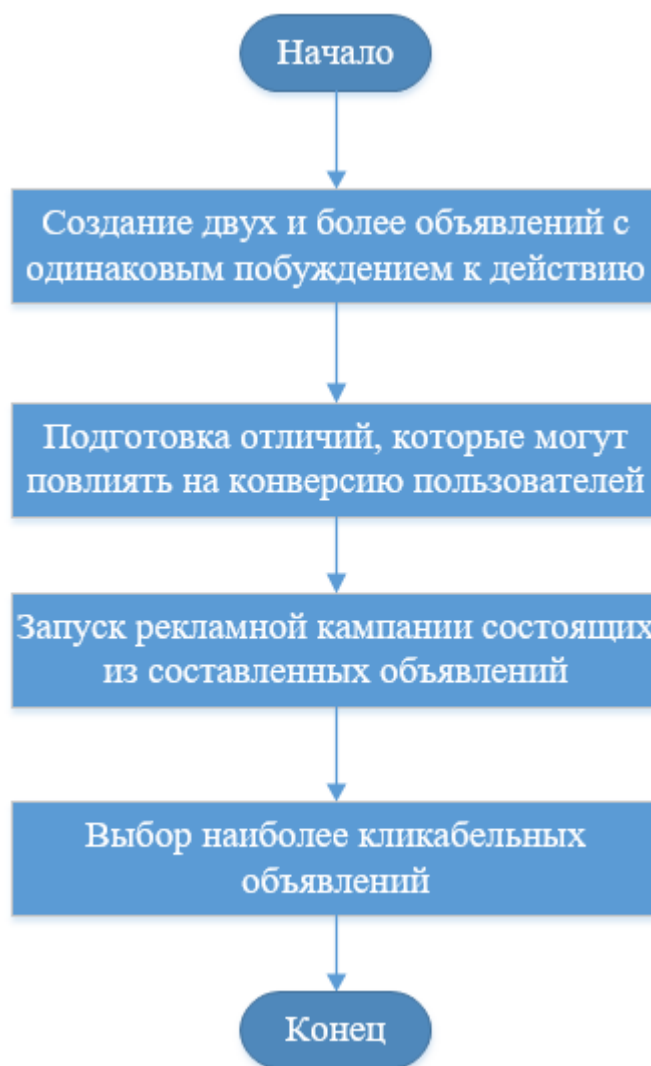 Начало
Создание двух и более объявлений с
одинаковым побуждением к действию
Подготовка отличий, которые могут
повлиять на конверсию пользователей
Запуск рекламной кампании состоящих
из составленных объявлений
Выбор наиболее кликабельных
объявлений
Конец